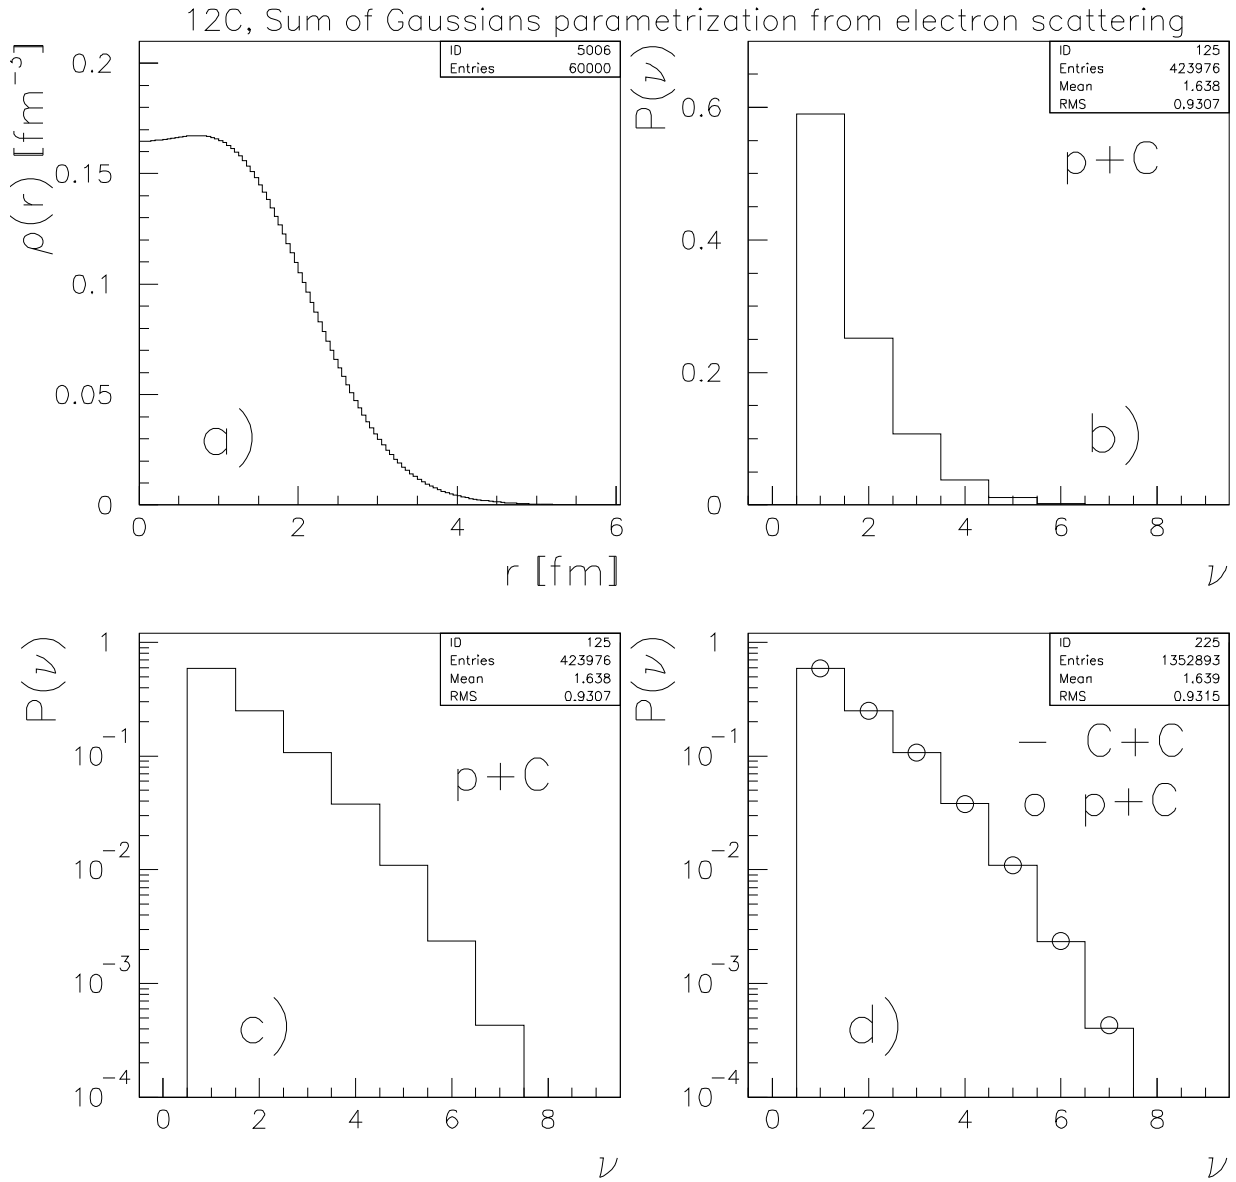 12C, Sum of Gaussians parametrization from electron scattering
ρ(r) [fm⁻³]
0.2
0.15
0.1
0.05
0
ID 5006
Entries 60000
a)
0 2 4 6
r [fm]
P(ν)
0.6
0.4
0.2
0
ID 125
Entries 423976
Mean 1.638
RMS 0.9307
p+C
b)
0 2 4 6 8
ν
P(ν)
1
10⁻¹
10⁻²
10⁻³
10⁻⁴
ID 125
Entries 423976
Mean 1.638
RMS 0.9307
p+C
c)
0 2 4 6 8
ν
P(ν)
1
10⁻¹
10⁻²
10⁻³
10⁻⁴
ID 225
Entries 1352893
Mean 1.639
RMS 0.9315
— C+C
o p+C
d)
0 2 4 6 8
ν